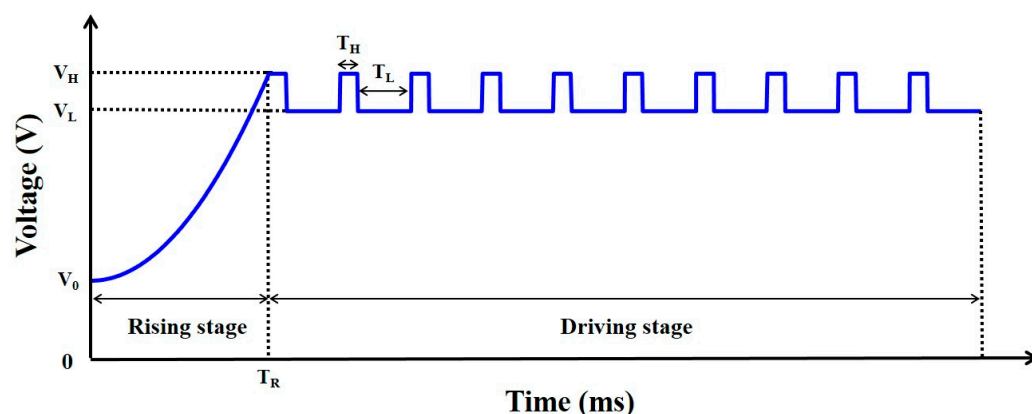 T_H
V_H
T_L
V_L
Voltage (V)
V_0
Rising stage
Driving stage
0
T_R
Time (ms)